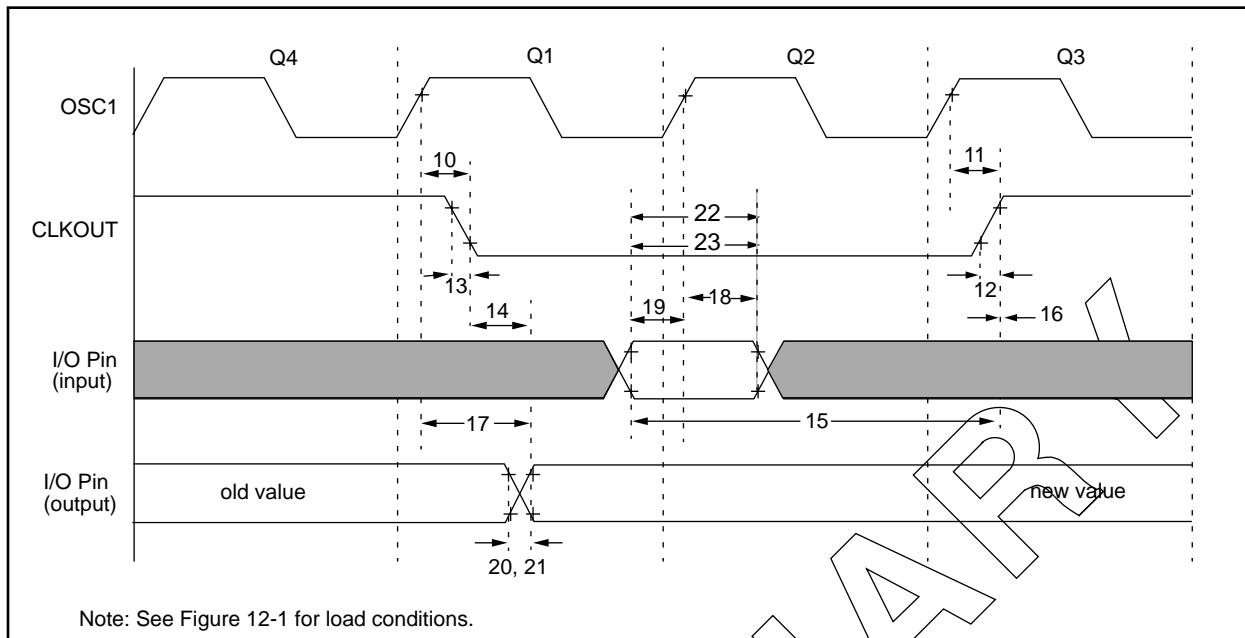 Q4 Q1 Q2 Q3
OSC1
10 11
CLKOUT
22
23
13 12
18
14 19 16
I/O Pin
(input)
17 15
I/O Pin
(output)
old value new value
20, 21
Note: See Figure 12-1 for load conditions.